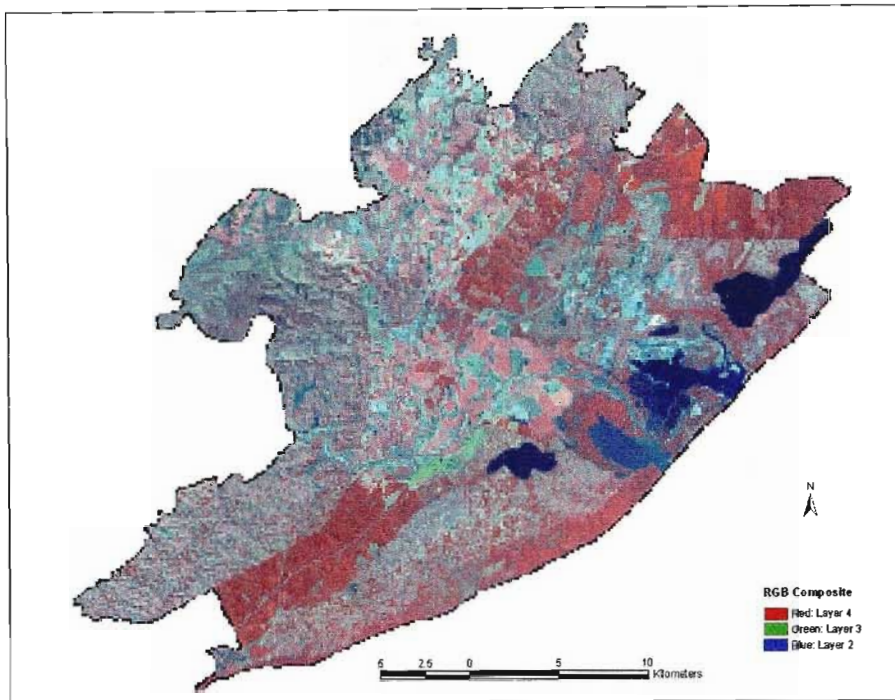 N
RGB Composite
Red: Layer 4
Green: Layer 3
Blue: Layer 2
5 2.5 0 5 10
Kilometers